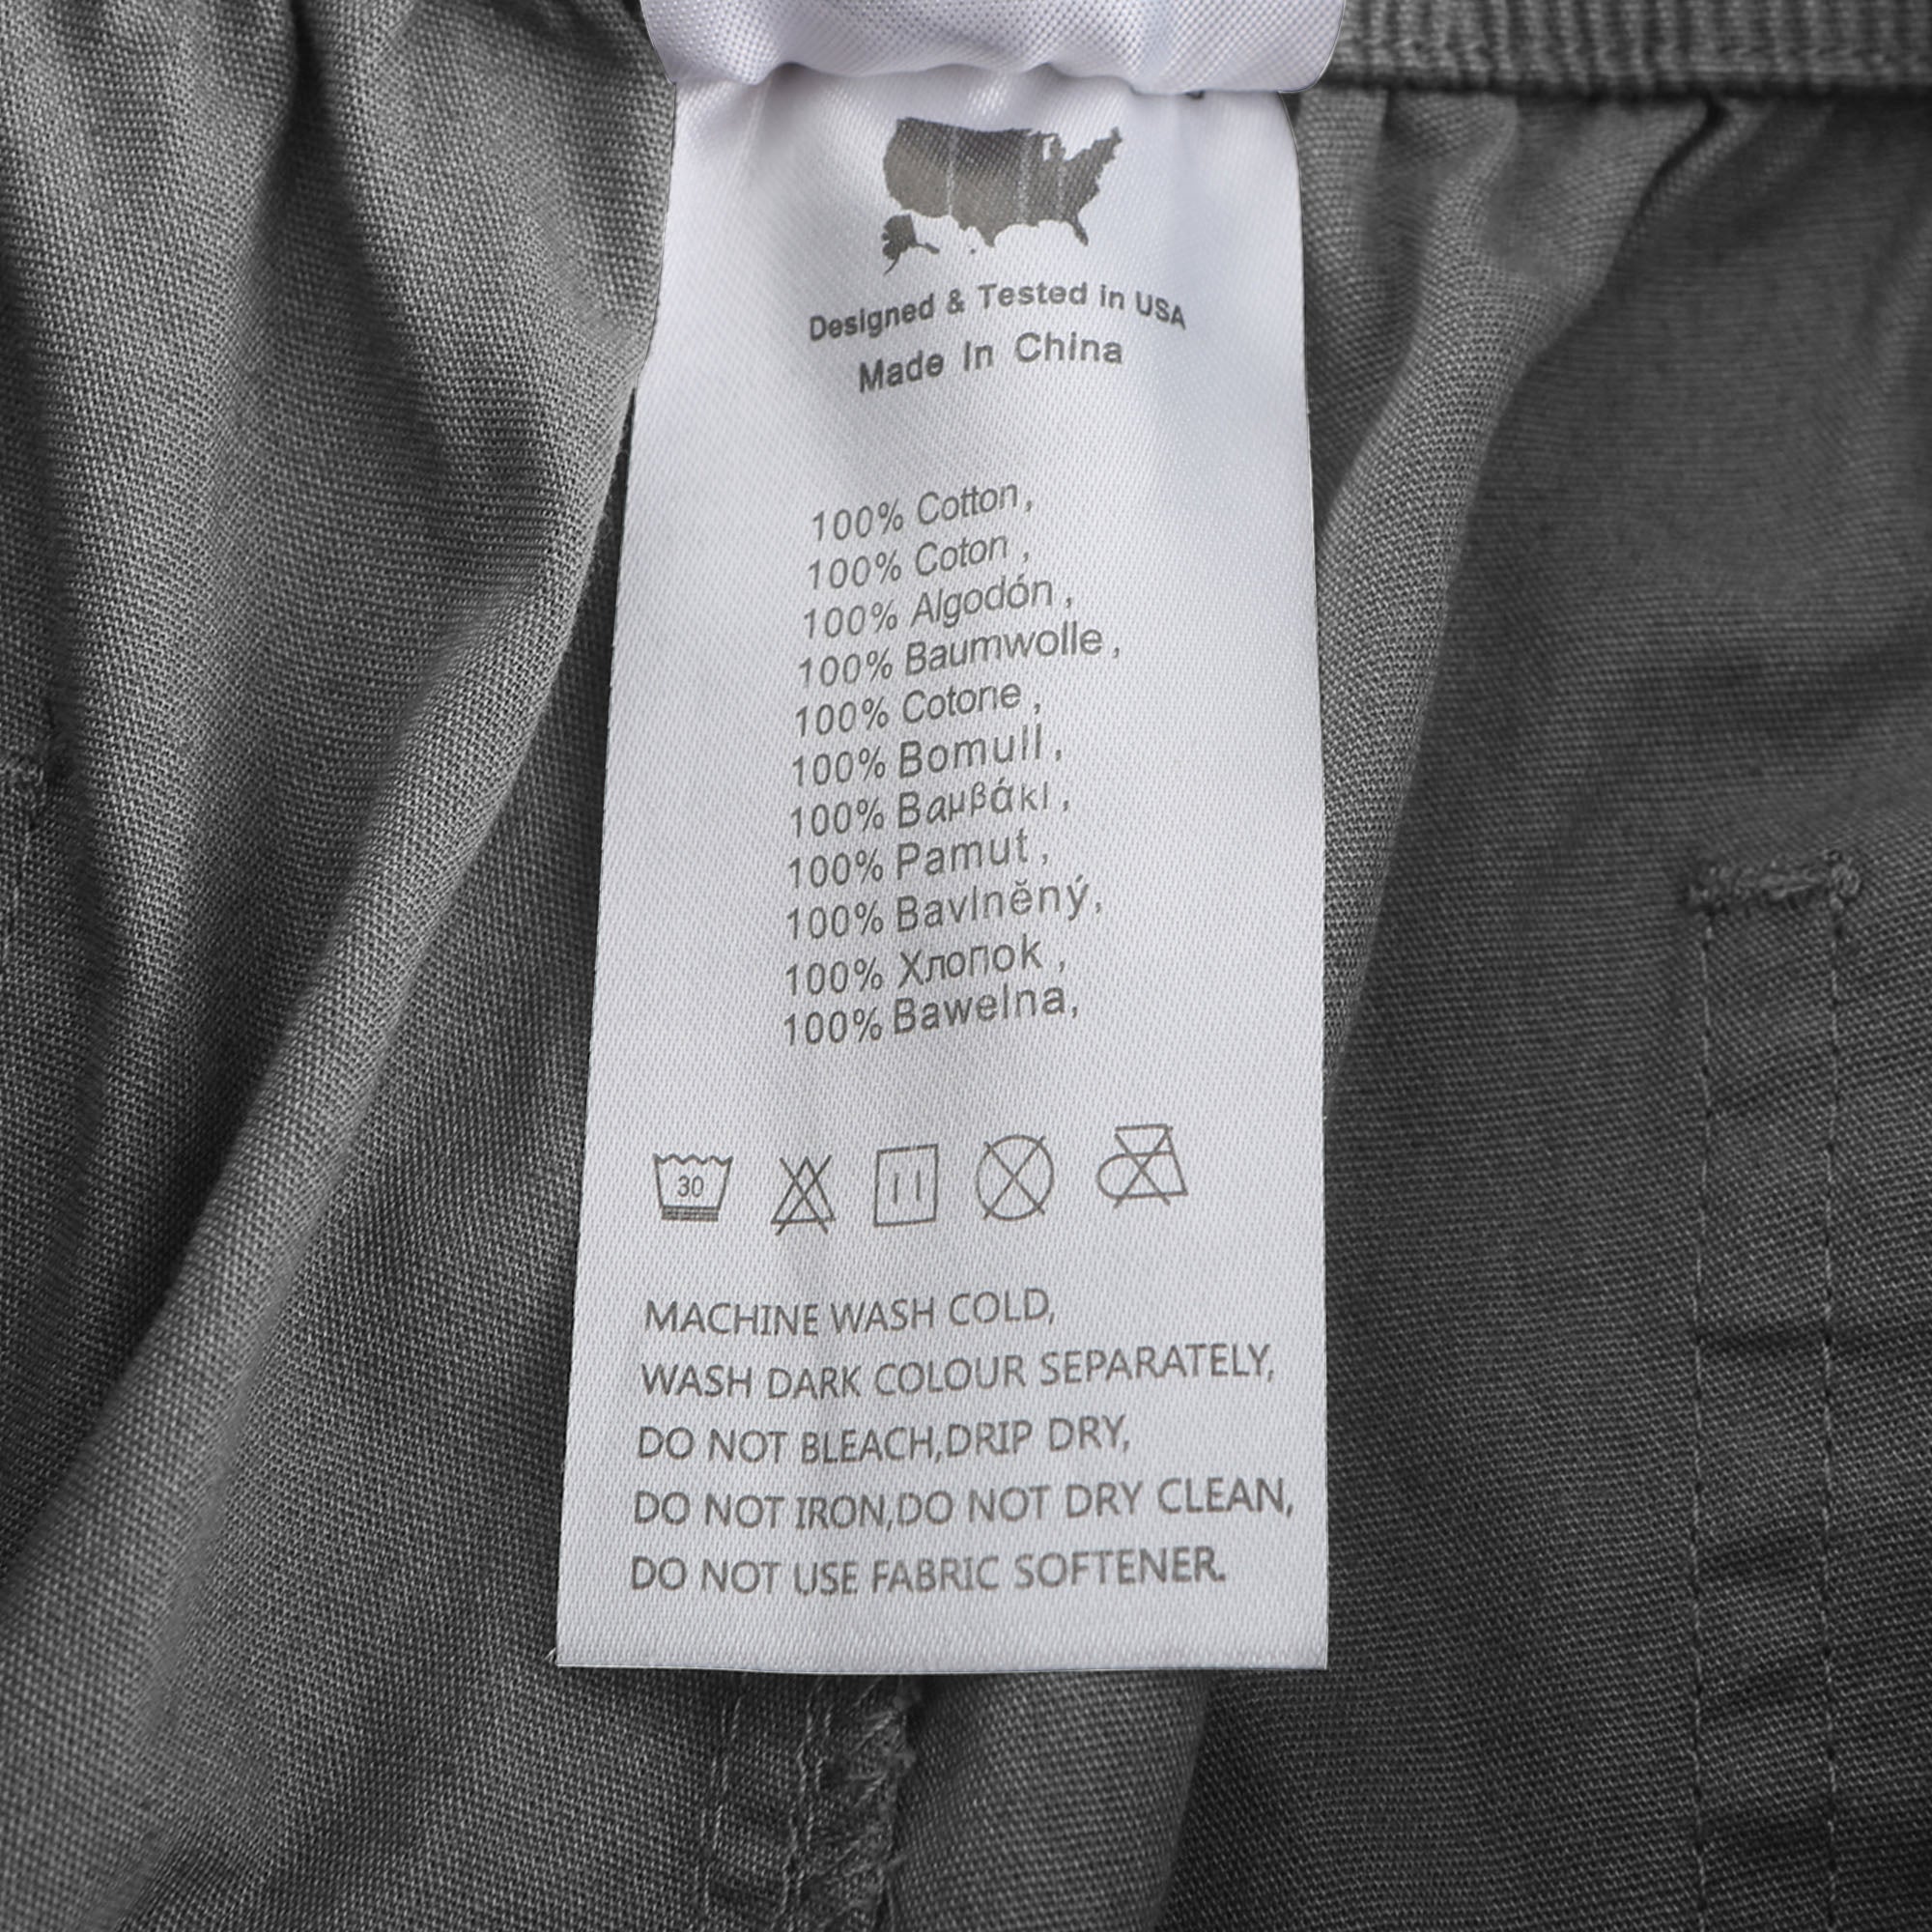 Designed & Tested in USA
Made In China
100% Cotton,
100% Coton ,
100% Algodón ,
100% Baumwolle ,
100% Cotone ,
100% Bomull ,
100% Βαμβάκι ,
100% Pamut ,
100% Bavlněný,
100% Хлопок ,
100% Bawelna,
30
MACHINE WASH COLD,
WASH DARK COLOUR SEPARATELY,
DO NOT BLEACH,DRIP DRY,
DO NOT IRON,DO NOT DRY CLEAN,
DO NOT USE FABRIC SOFTENER.